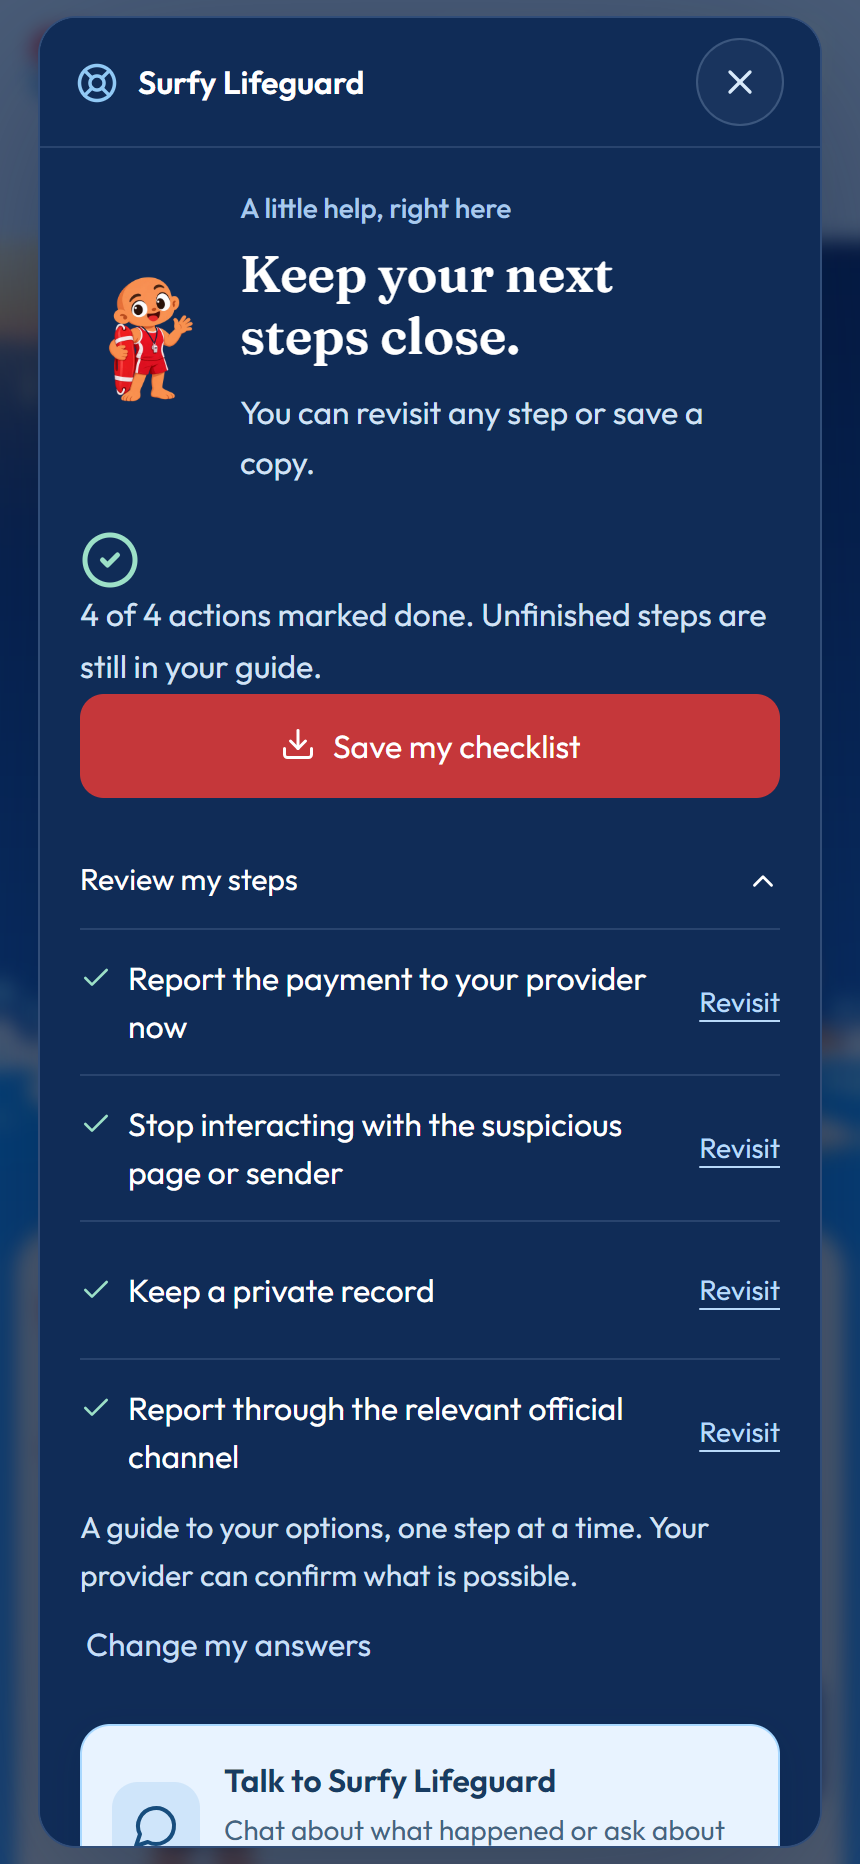 Surfy Lifeguard
A little help, right here
Keep your next
steps close.
You can revisit any step or save a
copy.
4 of 4 actions marked done. Unfinished steps are
still in your guide.
Save my checklist
Review my steps
Report the payment to your provider
now
Revisit
Stop interacting with the suspicious
page or sender
Revisit
Keep a private record
Revisit
Report through the relevant official
channel
Revisit
A guide to your options, one step at a time. Your
provider can confirm what is possible.
Change my answers
Talk to Surfy Lifeguard
Chat about what happened or ask about